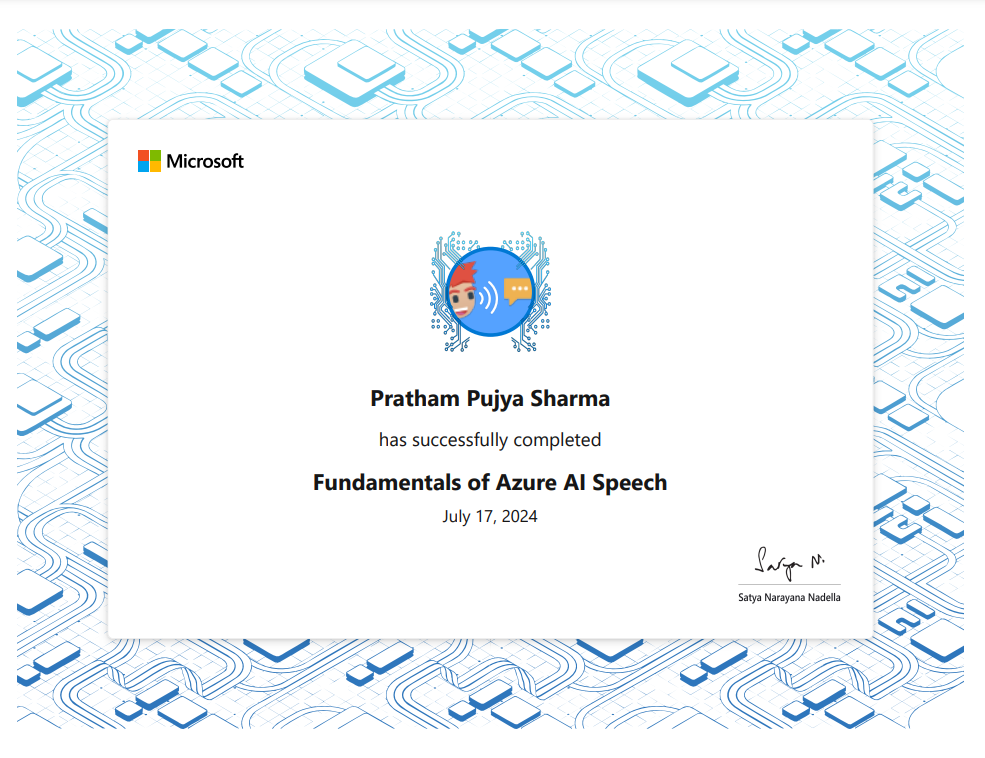 Microsoft
Pratham Pujya Sharma
has successfully completed
Fundamentals of Azure AI Speech
July 17, 2024
Satya N.
Satya Narayana Nadella